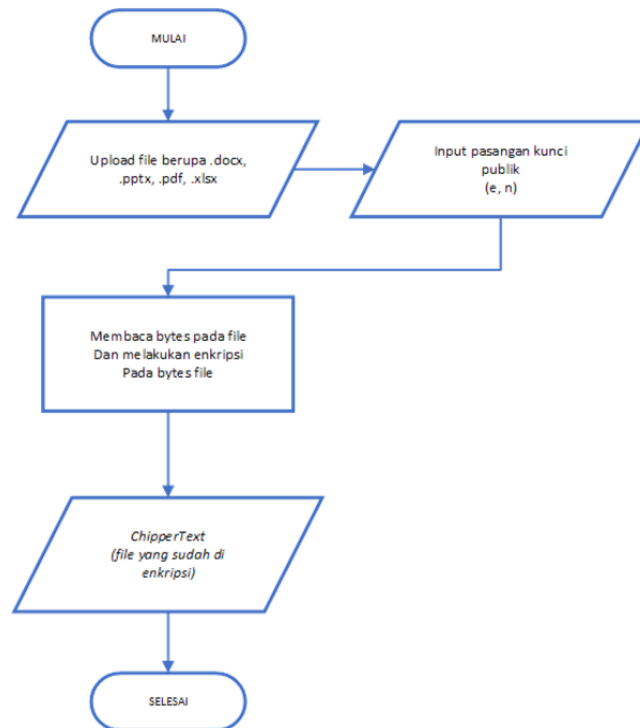 MULAI
Upload file berupa .docx,
.pptx, .pdf, .xlsx
Input pasangan kunci
publik
(e, n)
Membaca bytes pada file
Dan melakukan enkripsi
Pada bytes file
ChipperText
(file yang sudah di
enkripsi)
SELESAI